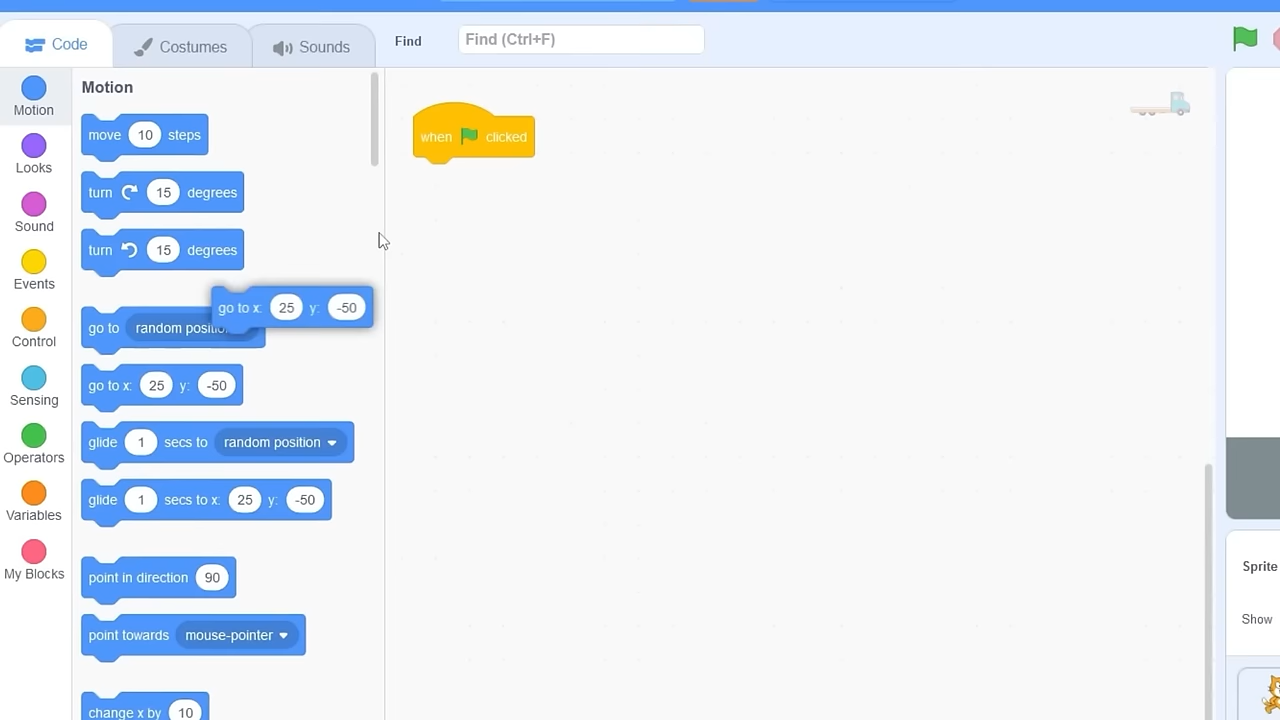 Code
Costumes
Sounds
Find
Find (Ctrl+F)
Motion
Looks
Sound
Events
Control
Sensing
Operators
Variables
My Blocks
Motion
move 10 steps
turn 15 degrees
turn 15 degrees
go to x: 25 y: -50
go to random
go to x: 25 y: -50
glide 1 secs to random position
glide 1 secs to x: 25 y: -50
point in direction 90
point towards mouse-pointer
change x by 10
when clicked
Sprite
Show